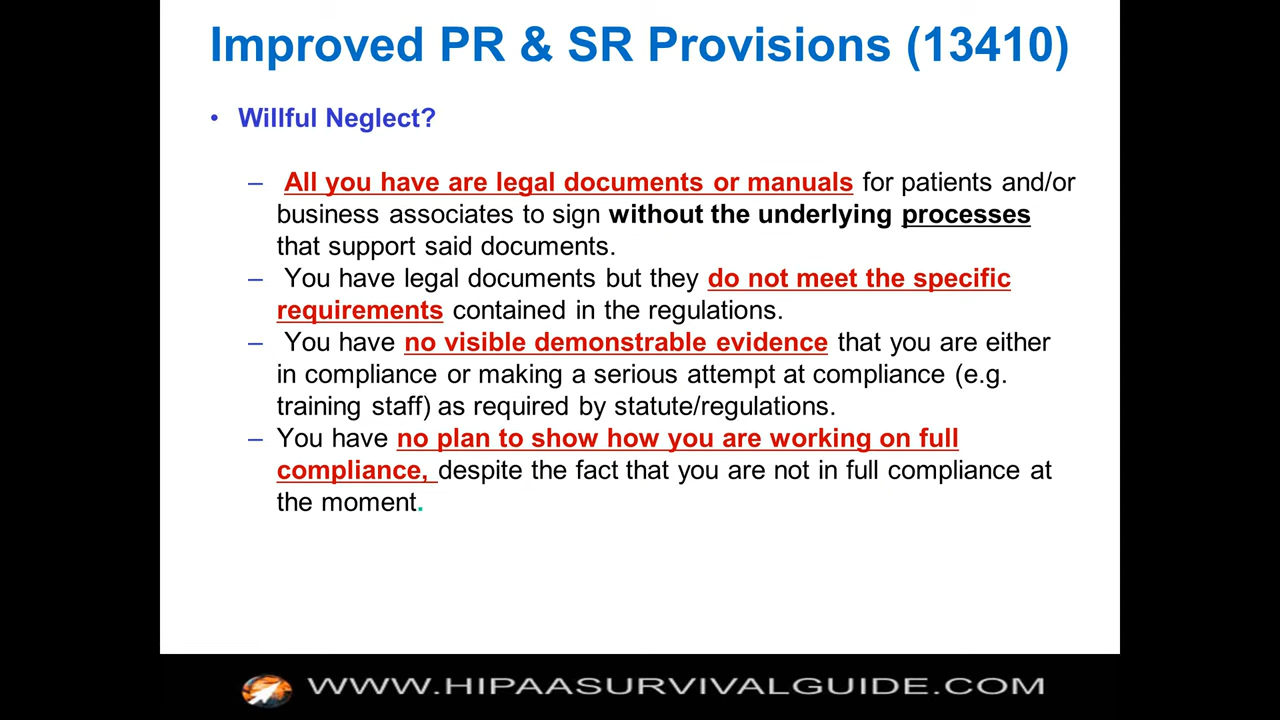 Improved PR & SR Provisions (13410)
• Willful Neglect?
– All you have are legal documents or manuals for patients and/or
business associates to sign without the underlying processes
that support said documents.
– You have legal documents but they do not meet the specific
requirements contained in the regulations.
– You have no visible demonstrable evidence that you are either
in compliance or making a serious attempt at compliance (e.g.
training staff) as required by statute/regulations.
– You have no plan to show how you are working on full
compliance, despite the fact that you are not in full compliance at
the moment.
WWW.HIPAASURVIVALGUIDE.COM